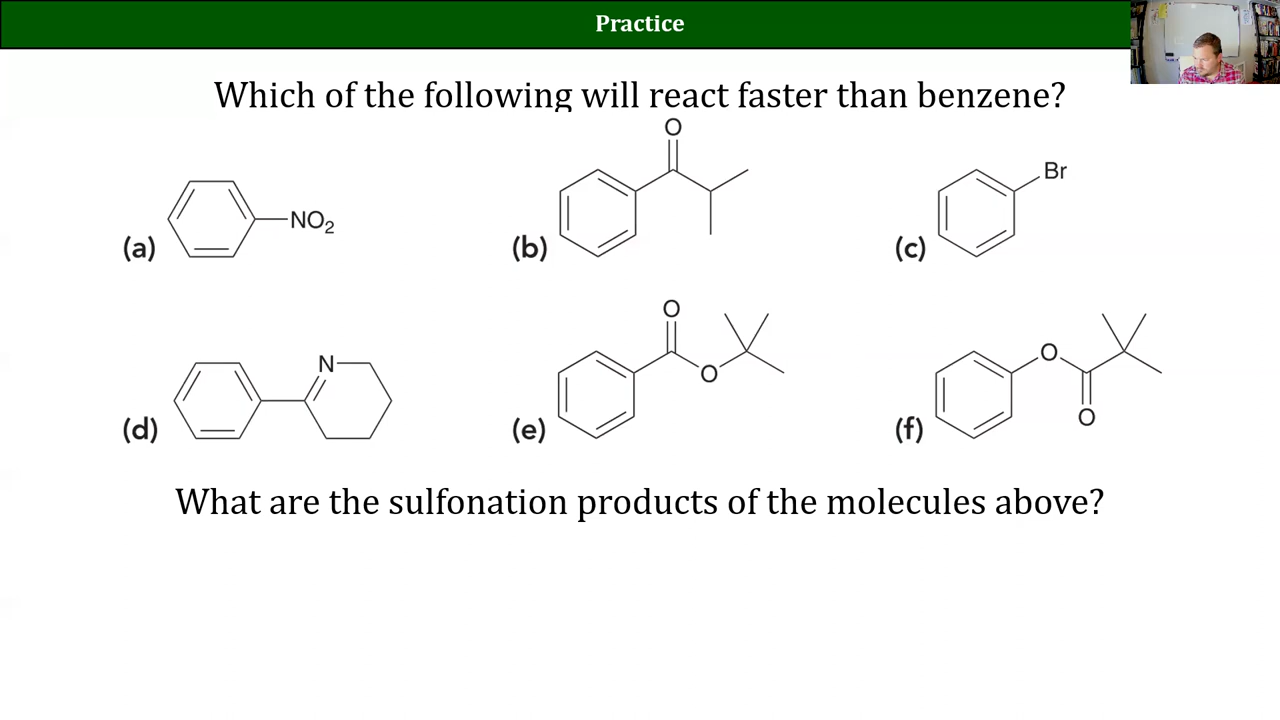 Practice
Which of the following will react faster than benzene?
O
Br
NO2
(a)
(b)
(c)
O
N
O
O
O
(d)
(e)
(f)
What are the sulfonation products of the molecules above?